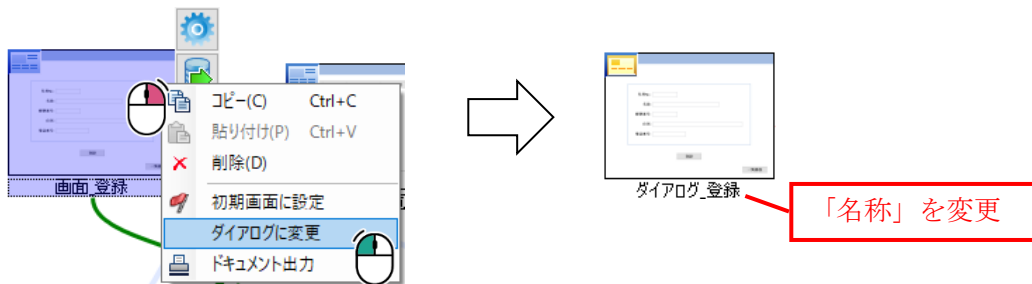 コピー(C) Ctrl+C
貼り付け(P) Ctrl+V
削除(D)
初期画面に設定
ダイアログに変更
ドキュメント出力
画面_登録
ダイアログ_登録
「名称」を変更